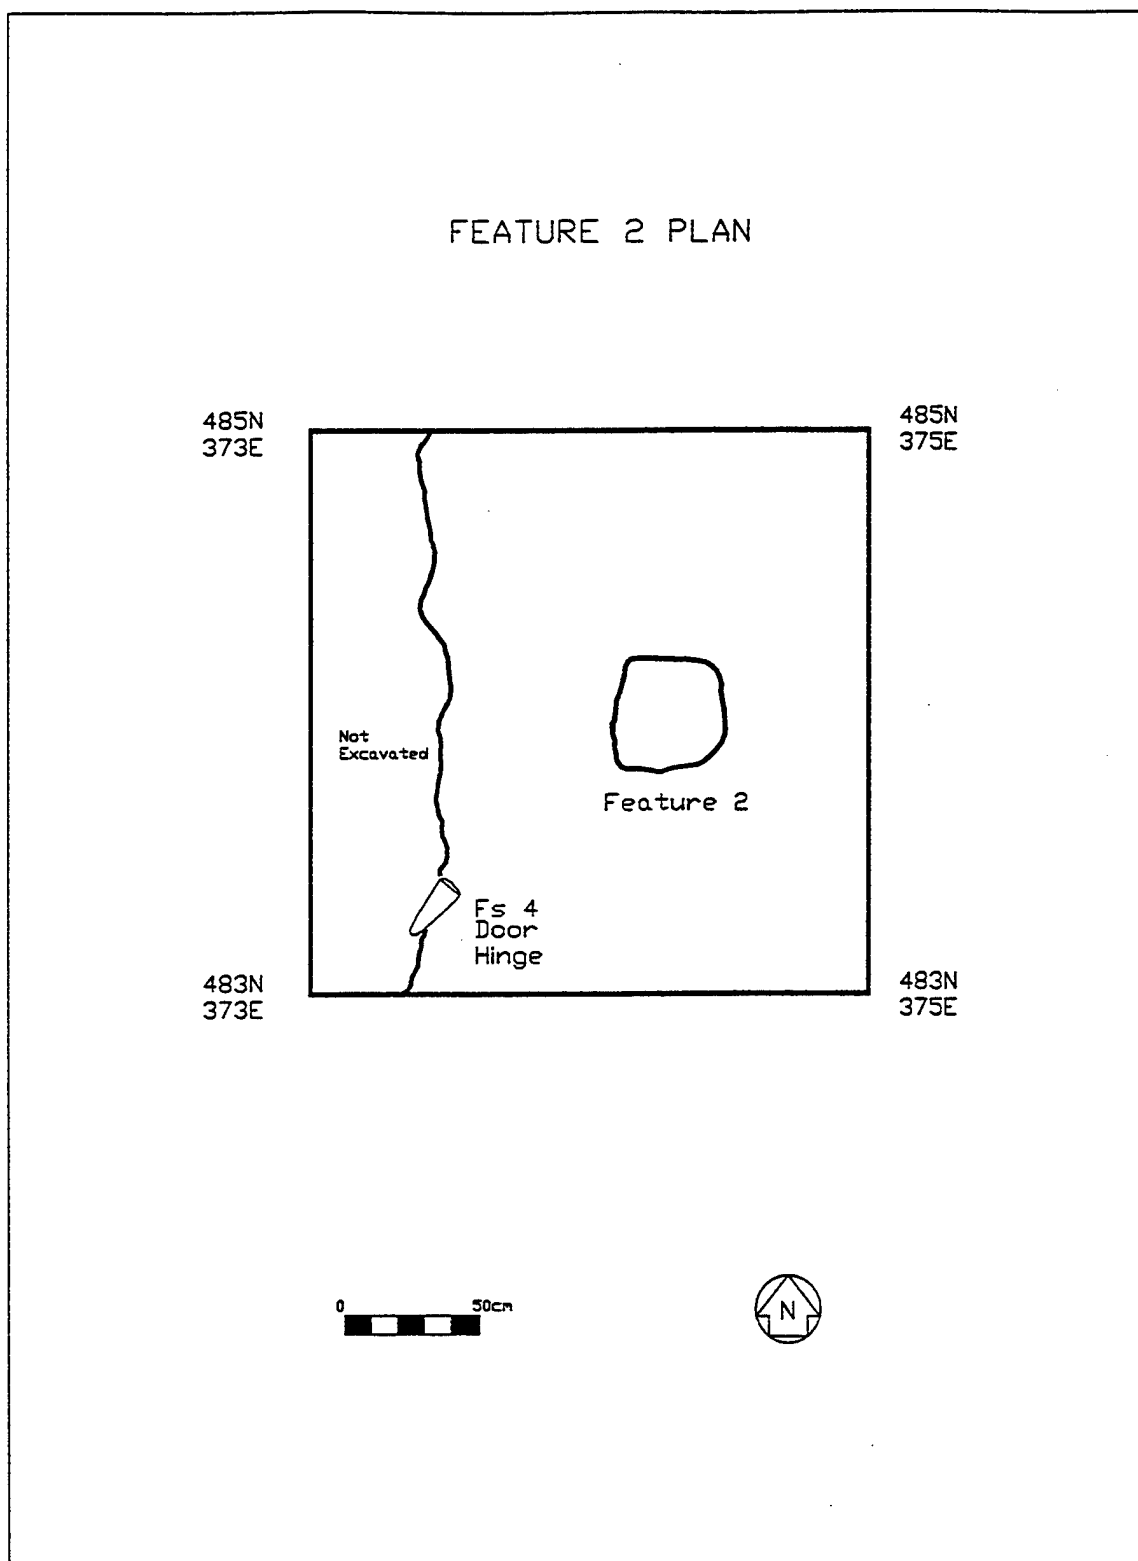 FEATURE 2 PLAN
485N
373E
485N
375E
Not
Excavated
Feature 2
Fs 4
Door
Hinge
483N
373E
483N
375E
0 50cm
N